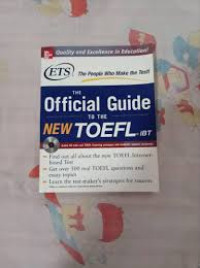 Quality and Excellence in Education!
ETS
The People Who Make the Test!
THE
Official Guide
TO THE
NEW TOEFL iBT
Find out all about the new TOEFL Internet-
based Test
Get over 100 real TOEFL questions and
essay topics
Learn the test-maker's strategies for success